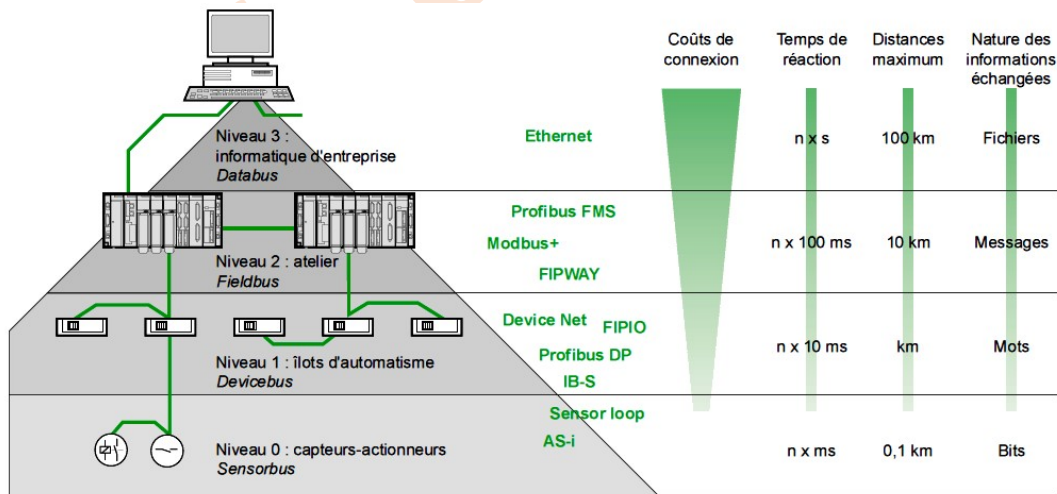 Coûts de
connexion
Temps de
réaction
Distances
maximum
Nature des
informations
échangées
Niveau 3 :
informatique d'entreprise
Databus
Ethernet
n x s
100 km
Fichiers
Profibus FMS
Modbus+
FIPWAY
n x 100 ms
10 km
Messages
Niveau 2 : atelier
Fieldbus
Device Net
FIPIO
Profibus DP
IB-S
n x 10 ms
km
Mots
Niveau 1 : îlots d'automatisme
Devicebus
Sensor loop
AS-i
Niveau 0 : capteurs-actionneurs
Sensorbus
n x ms
0,1 km
Bits